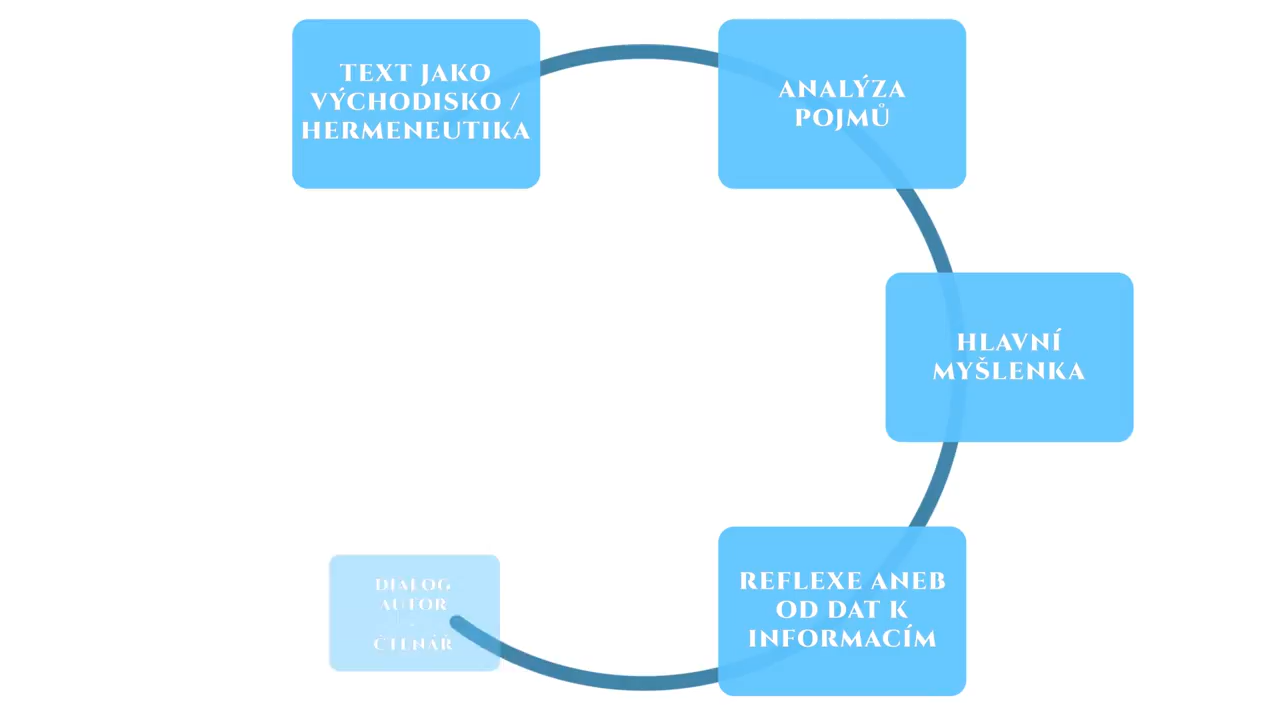 TEXT JAKO
VÝCHODISKO /
HERMENEUTIKA
ANALÝZA
POJMŮ
HLAVNÍ
MYŠLENKA
REFLEXE ANEB
OD DAT K
INFORMACÍM
DIALOG
AUTOR
ČTENÁŘ